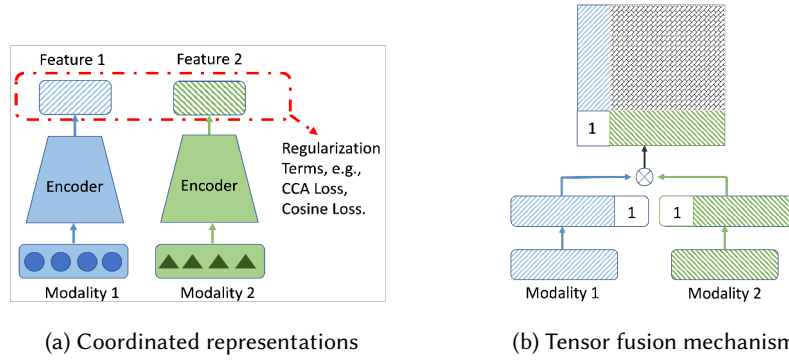 Feature 1
Feature 2
Regularization
Terms, e.g.,
CCA Loss,
Cosine Loss.
Encoder
Encoder
Modality 1
Modality 2
(a) Coordinated representations
1
1
1
Modality 1
Modality 2
(b) Tensor fusion mechanism